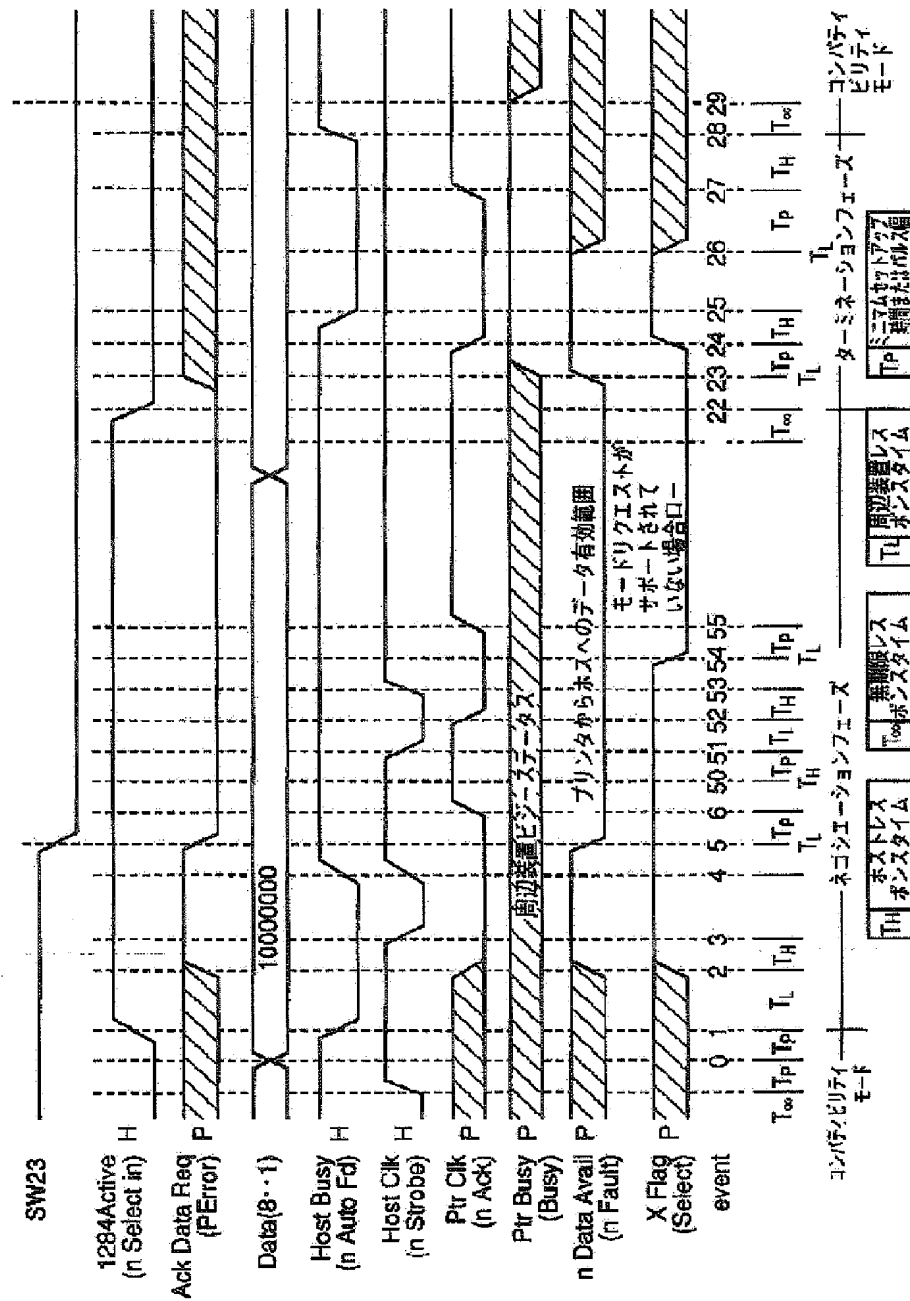 SW23
1284Active
(n Select in)
H
Ack Data Req
(PError)
P
Data(8・・1)
10000000
Host Busy
(n Auto Fd)
H
Host Clk
(n Strobe)
H
Ptr Clk
(n Ack)
P
Ptr Busy
(Busy)
P
周辺装置ビジーステータス
n Data Avail
(n Fault)
P
プリンタからホスへのデータ有効範囲
X Flag
(Select)
P
モードリクエストが
サポートされて
いない場合ロー
event
0 1 2 3 4 5 6 50 51 52 53 54 55 22 23 24 25 26 27 28 29
T∞ TP TP TL TH TL TP TH TP TL TH TL TP T∞ TL TP TH TL TP TH T∞
コンパティビリティ
モード
ネゴシエーションフェーズ
ターミネーションフェーズ
コンパティ
ビリティ
モード
TH ホストレス
ポンスタイム
T∞ 無期限レス
ポンスタイム
TL 周辺装置レス
ポンスタイム
TP ミニマムセットアップ
時間またはパルス幅